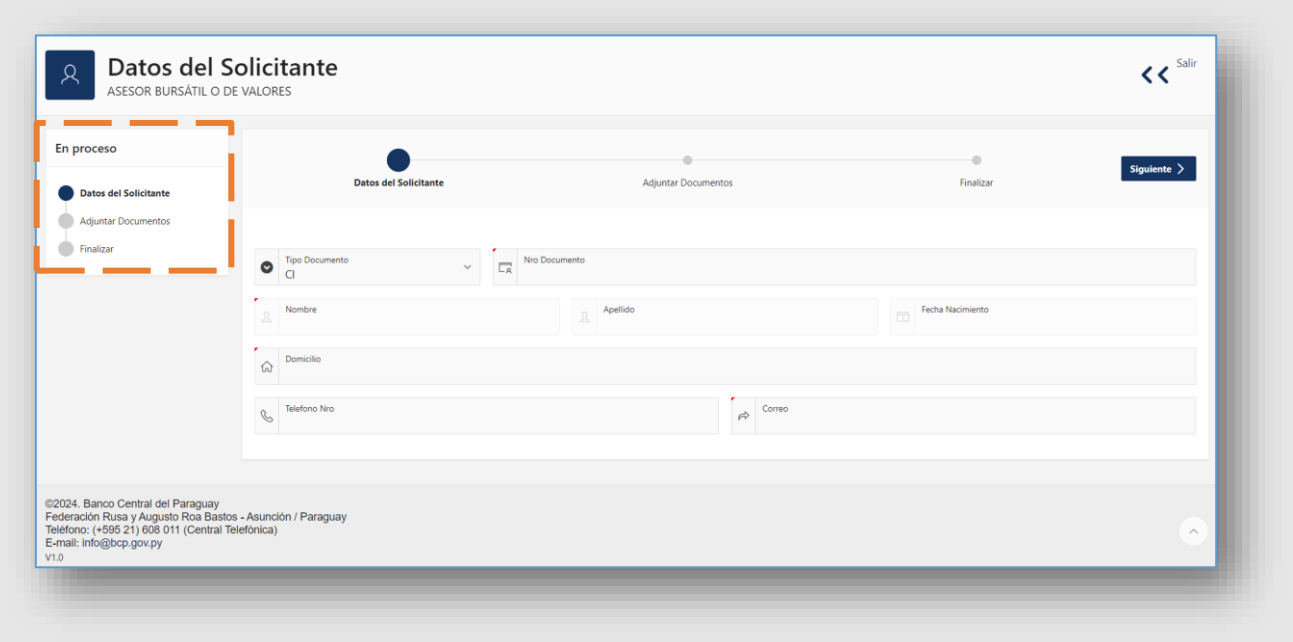 Datos del Solicitante
ASESOR BURSÁTIL O DE VALORES
Salir
En proceso
Datos del Solicitante
Adjuntar Documentos
Finalizar
Datos del Solicitante
Adjuntar Documentos
Finalizar
Siguiente
Tipo Documento
CI
Nro Documento
Nombre
Apellido
Fecha Nacimiento
Domicilio
Telefono Nro
Correo
©2024. Banco Central del Paraguay
Federación Rusa y Augusto Roa Bastos - Asunción / Paraguay
Teléfono: (+595 21) 608 011 (Central Telefónica)
E-mail: info@bcp.gov.py
V1.0